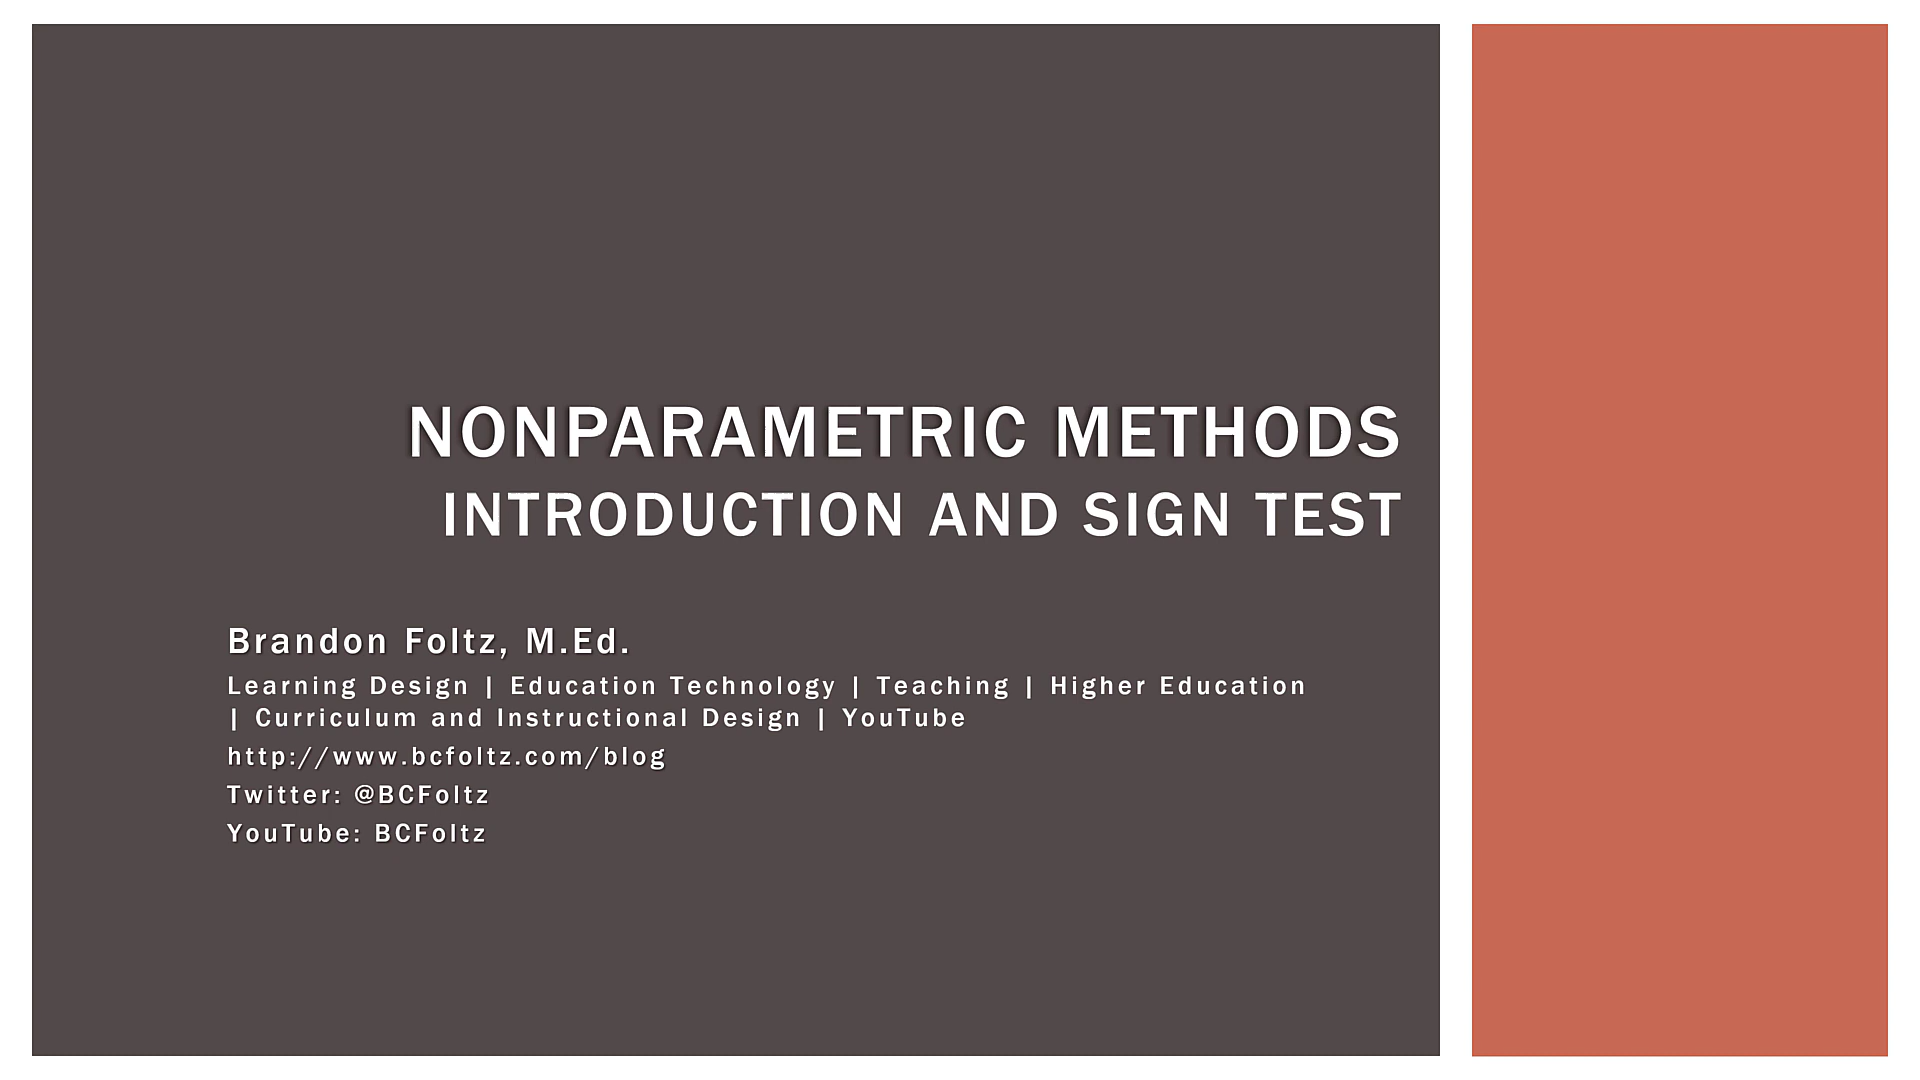 NONPARAMETRIC METHODS
INTRODUCTION AND SIGN TEST
Brandon Foltz, M.Ed.
Learning Design | Education Technology | Teaching | Higher Education
| Curriculum and Instructional Design | YouTube
http://www.bcfoltz.com/blog
Twitter: @BCFoltz
YouTube: BCFoltz